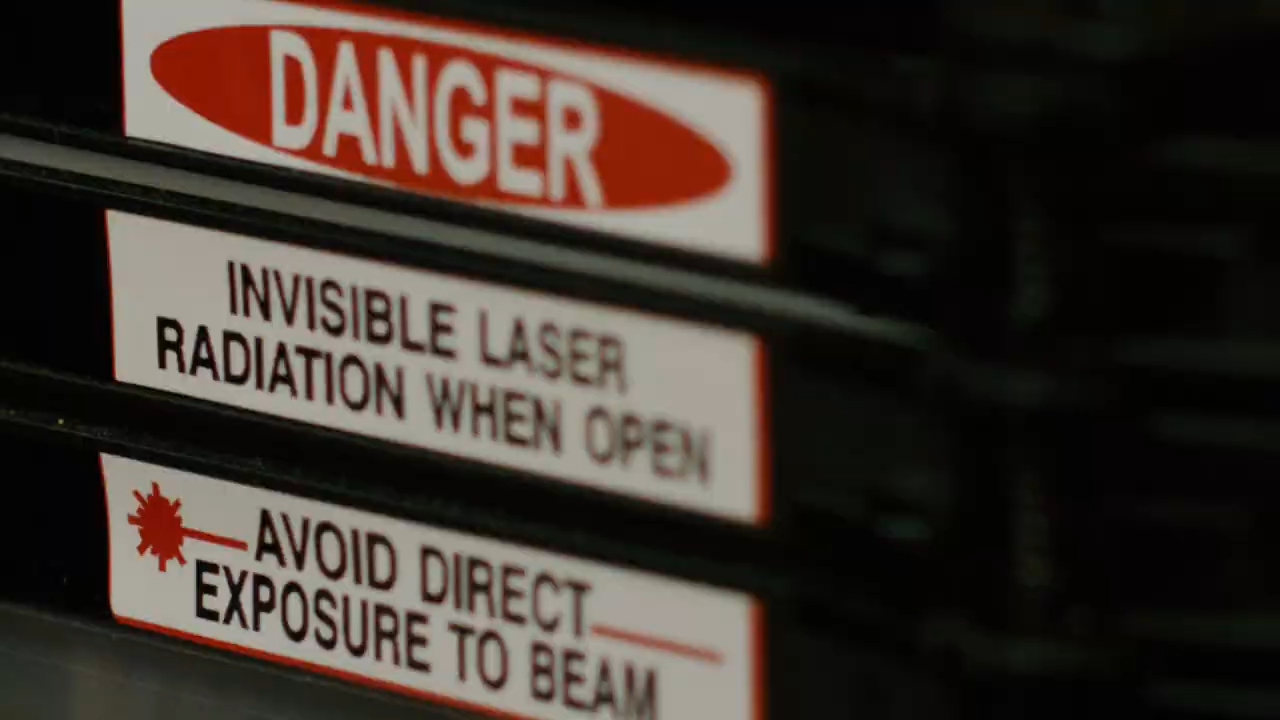 DANGER
INVISIBLE LASER
RADIATION WHEN OPEN
AVOID DIRECT
EXPOSURE TO BEAM